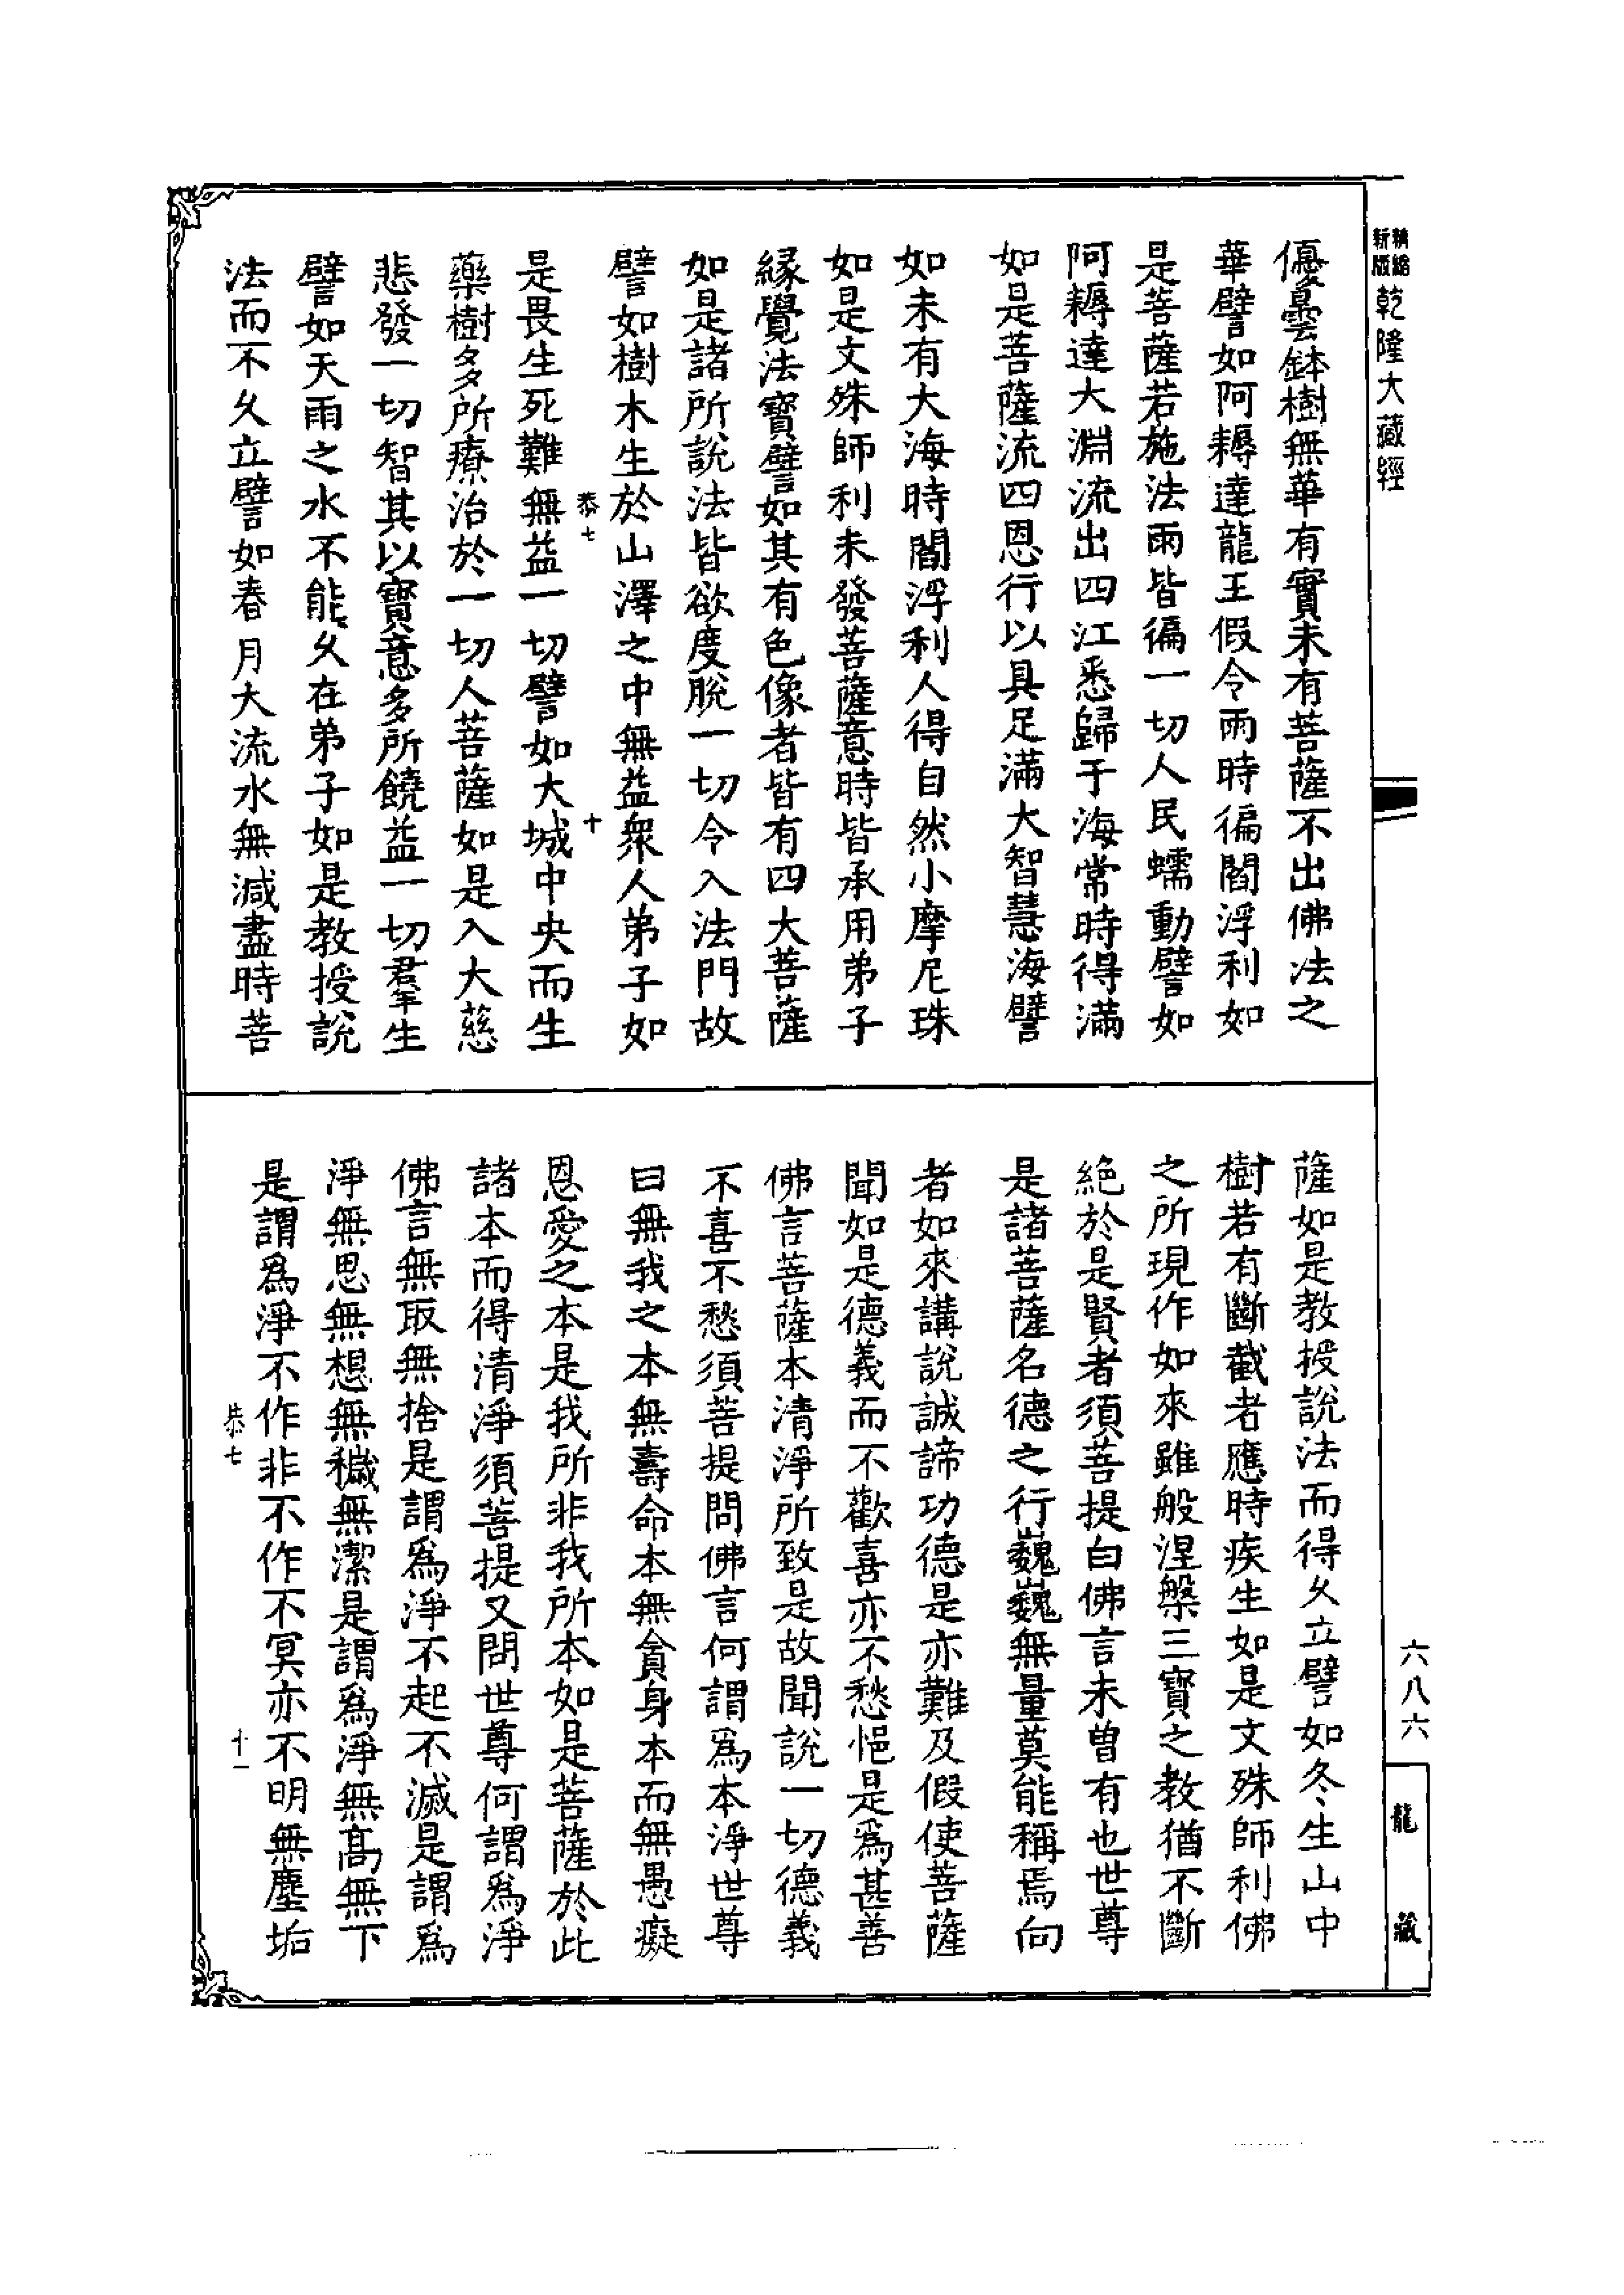 新版精縮乾隆大藏經
優曇鉢樹無華有實未有菩薩不出佛法之
華譬如阿耨達龍王假令雨時徧閻浮利如
是菩薩若施法雨皆徧一切人民蠕動譬如
阿耨達大淵流出四江悉歸于海常時得滿
如是菩薩流四恩行以具足滿大智慧海譬
如未有大海時閻浮利人得自然小摩尼珠
如是文殊師利未發菩薩意時皆承用弟子
緣覺法寶譬如其有色像者皆有四大菩薩
如是諸所說法皆欲度脫一切令入法門故
譬如樹木生於山澤之中無益衆人弟子如
恭七 十
是畏生死難無益一切譬如大城中央而生
藥樹多所療治於一切人菩薩如是入大慈
悲發一切智其以寶意多所饒益一切羣生
譬如天雨之水不能久在弟子如是教授說
法而不久立譬如春月大流水無減盡時菩
薩如是教授說法而得久立譬如冬生山中
樹若有斷截者應時疾生如是文殊師利佛
之所現作如來雖般涅槃三寶之教猶不斷
絕於是賢者須菩提白佛言未曾有也世尊
是諸菩薩名德之行巍巍無量莫能稱焉向
者如來講說誠諦功德是亦難及假使菩薩
聞如是德義而不歡喜亦不愁悒是爲甚善
佛言菩薩本清淨所致是故聞說一切德義
不喜不愁須菩提問佛言何謂爲本淨世尊
曰無我之本無壽命本無貪身本而無愚癡
恩愛之本是我所非我所本如是菩薩於此
諸本而得清淨須菩提又問世尊何謂爲淨
佛言無取無捨是謂爲淨不起不滅是謂爲
淨無思無想無穢無潔是謂爲淨無高無下
是謂爲淨不作非不作不冥亦不明無塵垢
恭七 十一
六八六
龍藏